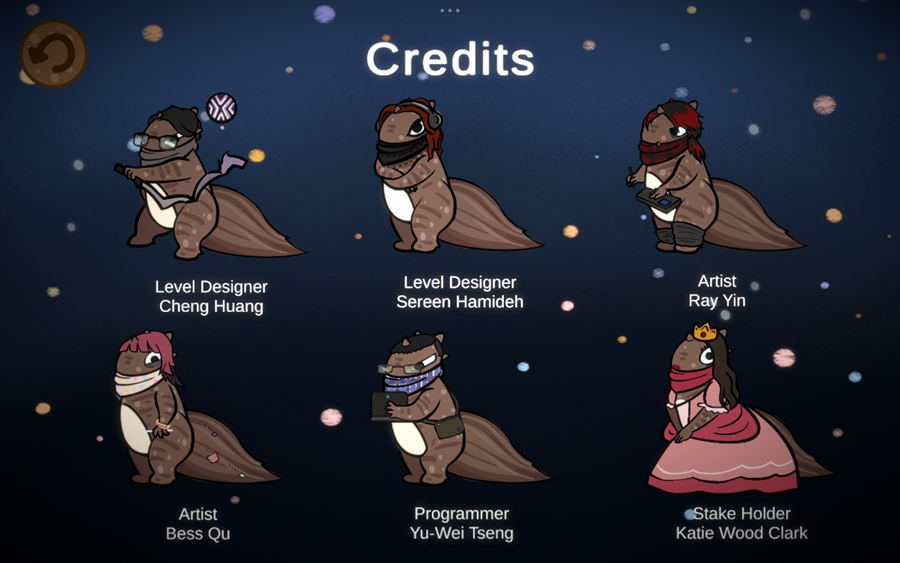 Credits
Level Designer
Cheng Huang
Level Designer
Sereen Hamideh
Artist
Ray Yin
Artist
Bess Qu
Programmer
Yu-Wei Tseng
Stake Holder
Katie Wood Clark